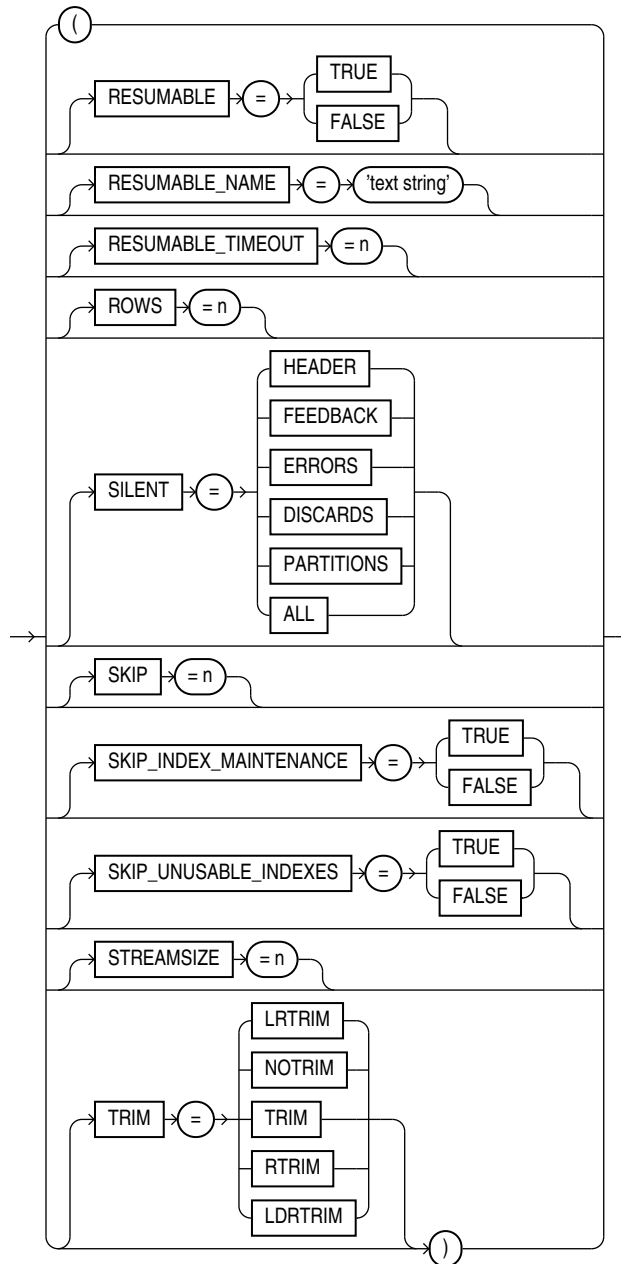 (
TRUE
RESUMABLE =
FALSE
RESUMABLE_NAME = 'text string'
RESUMABLE_TIMEOUT = n
ROWS = n
HEADER
FEEDBACK
ERRORS
SILENT =
DISCARDS
PARTITIONS
ALL
SKIP = n
TRUE
SKIP_INDEX_MAINTENANCE =
FALSE
TRUE
SKIP_UNUSABLE_INDEXES =
FALSE
STREAMSIZE = n
LRTRIM
NOTRIM
TRIM = TRIM
RTRIM
LDRTRIM
)